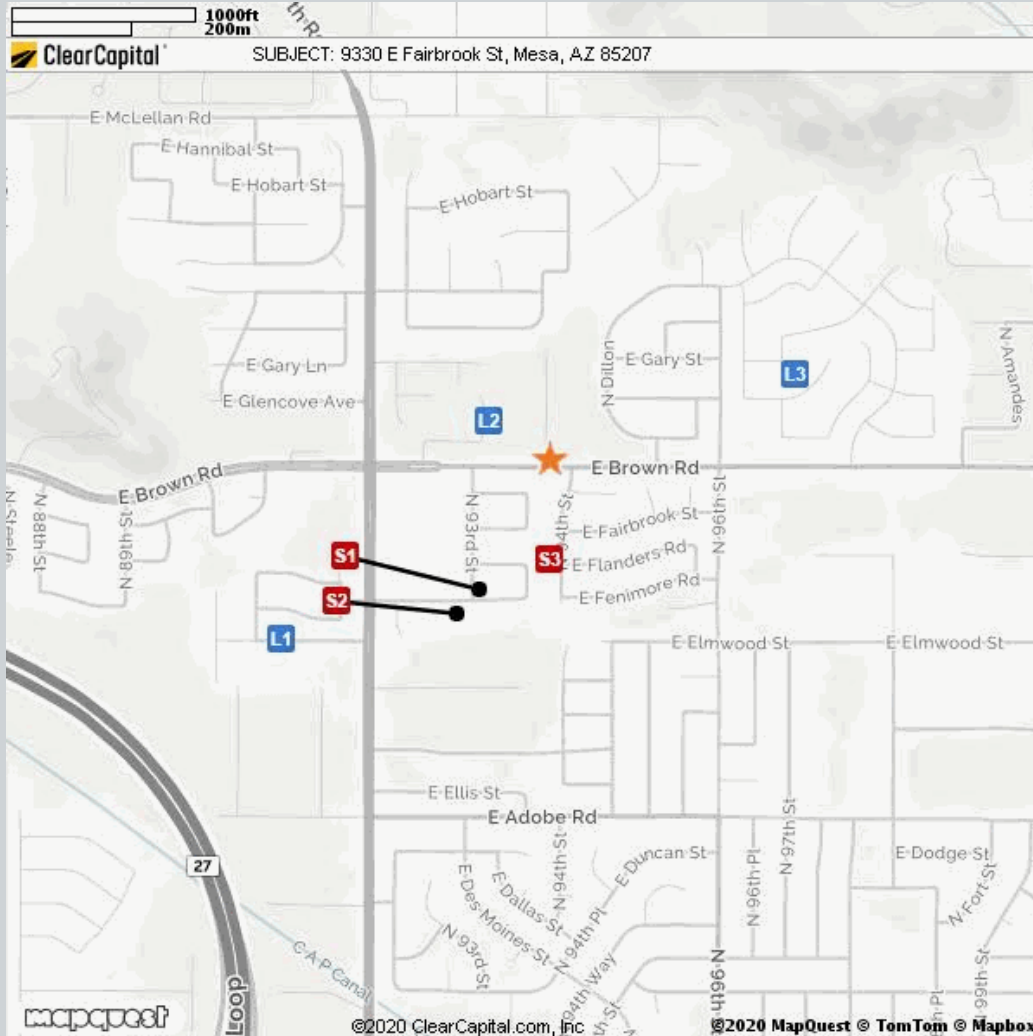 1000ft
200m
ClearCapital
SUBJECT: 9330 E Fairbrook St, Mesa, AZ 85207
E McLellan Rd
E Hannibal St
E Hobart St
E Hobart St
N Amandes
N Dillon
E Gary St
L3
E Gary Ln
E Glencove Ave
L2
E Brown Rd
E Brown Rd
N Steele
N 88th St
N 89th St
N 93rd St
94th St
N 96th St
E Fairbrook St
S1
S3
E Flanders Rd
S2
E Fenimore Rd
L1
E Elmwood St
E Elmwood St
E Ellis St
E Adobe Rd
N 97th St
27
E Des Moines St
E Dallas St
N 94th St
E Duncan St
N 96th Pl
E Dodge St
N Fort St
N 93rd St
N 94th Pl
94th Way
N 96th St
N 99th St
C A P Canal
Loop
th St
h Pl
mapquest
©2020 ClearCapital.com, Inc
©2020 MapQuest © TomTom © Mapbox